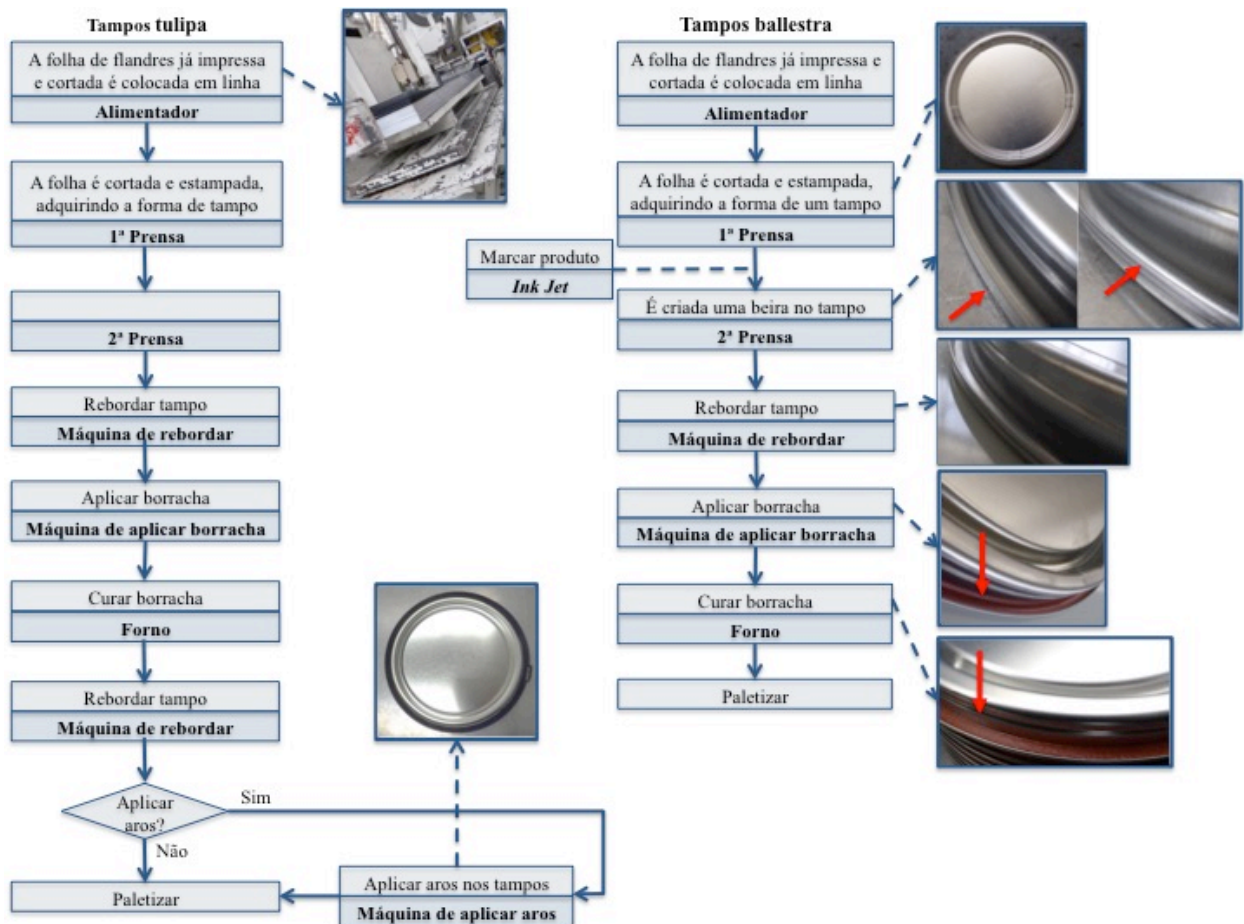 Tampos tulipa
A folha de flandres já impressa
e cortada é colocada em linha
Alimentador
A folha é cortada e estampada,
adquirindo a forma de tampo
1ª Prensa
2ª Prensa
Rebordar tampo
Máquina de rebordar
Aplicar borracha
Máquina de aplicar borracha
Curar borracha
Forno
Rebordar tampo
Máquina de rebordar
Aplicar
aros?
Sim
Não
Paletizar
Aplicar aros nos tampos
Máquina de aplicar aros
Tampos ballestra
A folha de flandres já impressa e
cortada é colocada em linha
Alimentador
A folha é cortada e estampada,
adquirindo a forma de um tampo
1ª Prensa
Marcar produto
Ink Jet
É criada uma beira no tampo
2ª Prensa
Rebordar tampo
Máquina de rebordar
Aplicar borracha
Máquina de aplicar borracha
Curar borracha
Forno
Paletizar